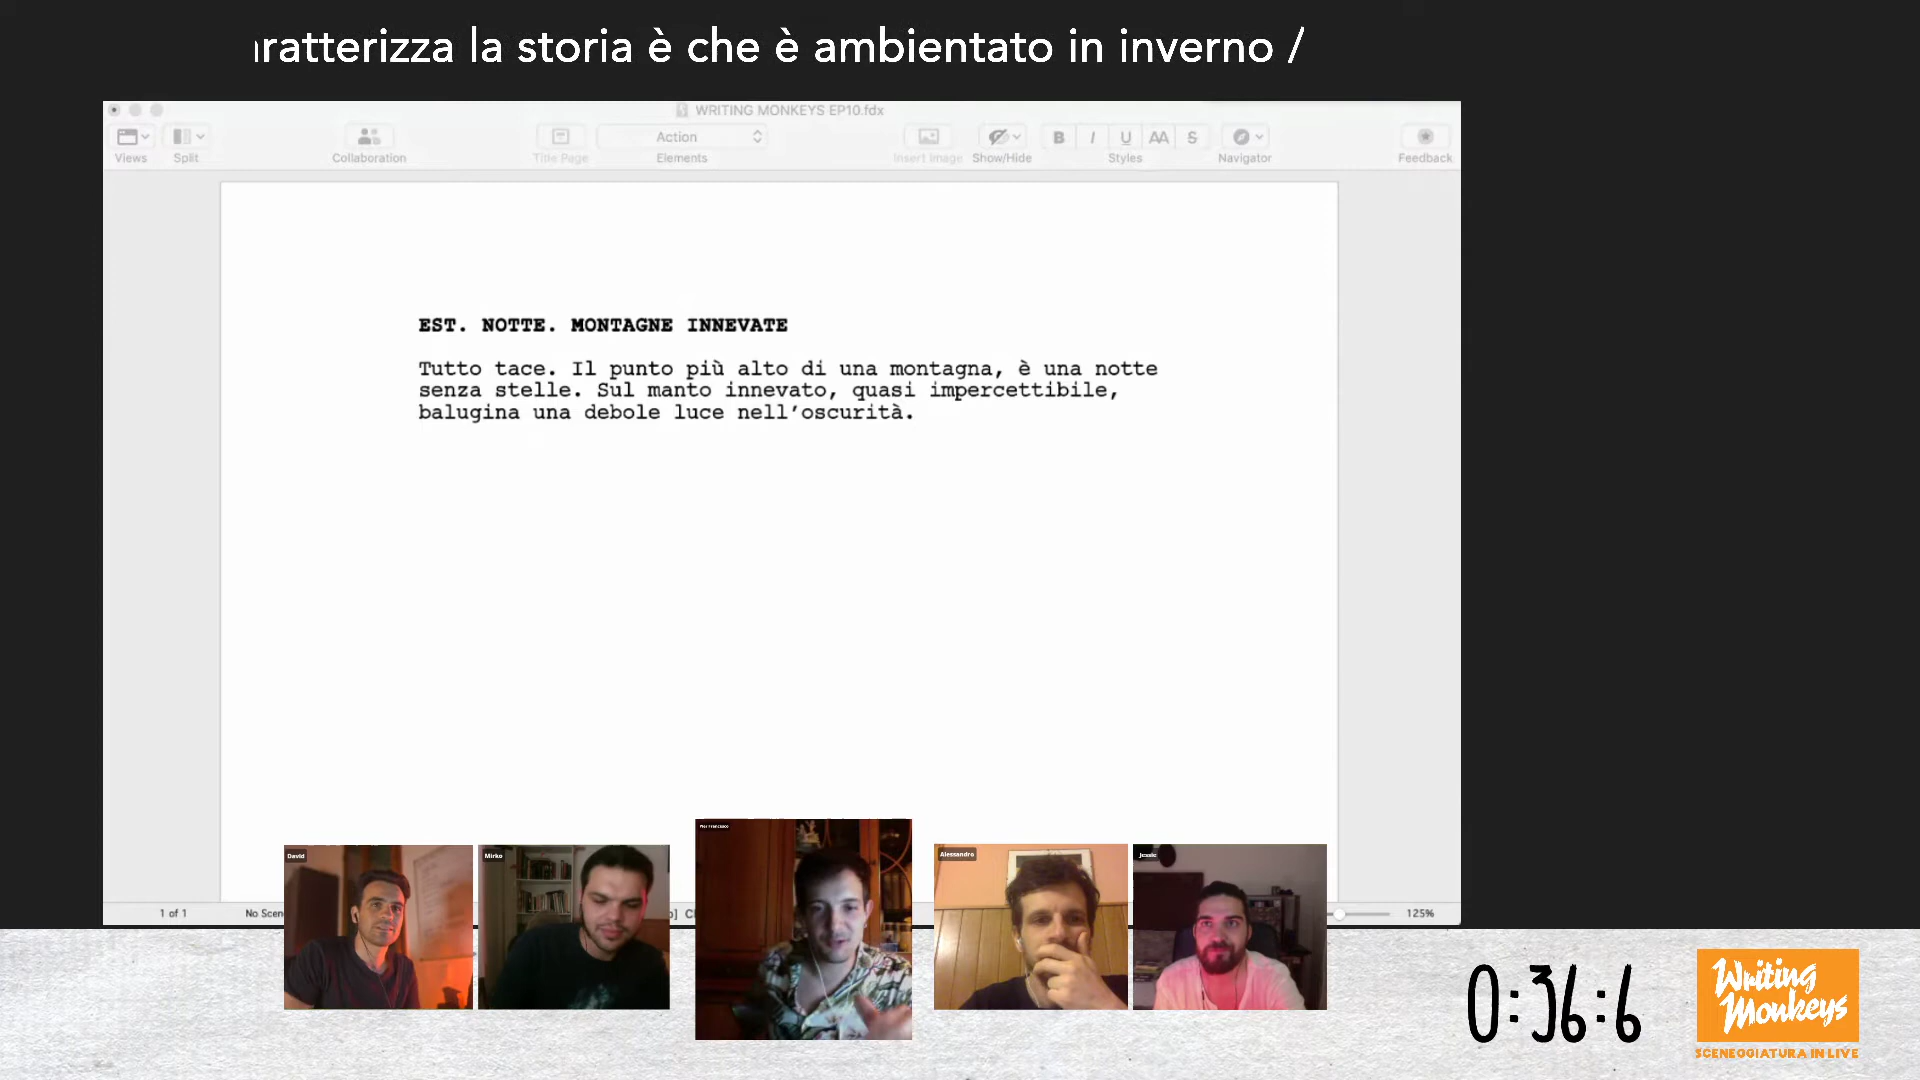 ratterizza la storia è che è ambientato in inverno /
WRITING MONKEYS EP10.fdx
Action
B I U AA S
Views Split Collaboration Title Page Elements Insert Image Show/Hide Styles Navigator Feedback
EST. NOTTE. MONTAGNE INNEVATE
Tutto tace. Il punto più alto di una montagna, è una notte
senza stelle. Sul manto innevato, quasi impercettibile,
balugina una debole luce nell'oscurità.
David
Mirko
Alessandro
Jessie
1 of 1
No Scen
125%
0:36:6
Writing
Monkeys
SCENEGGIATURA IN LIVE